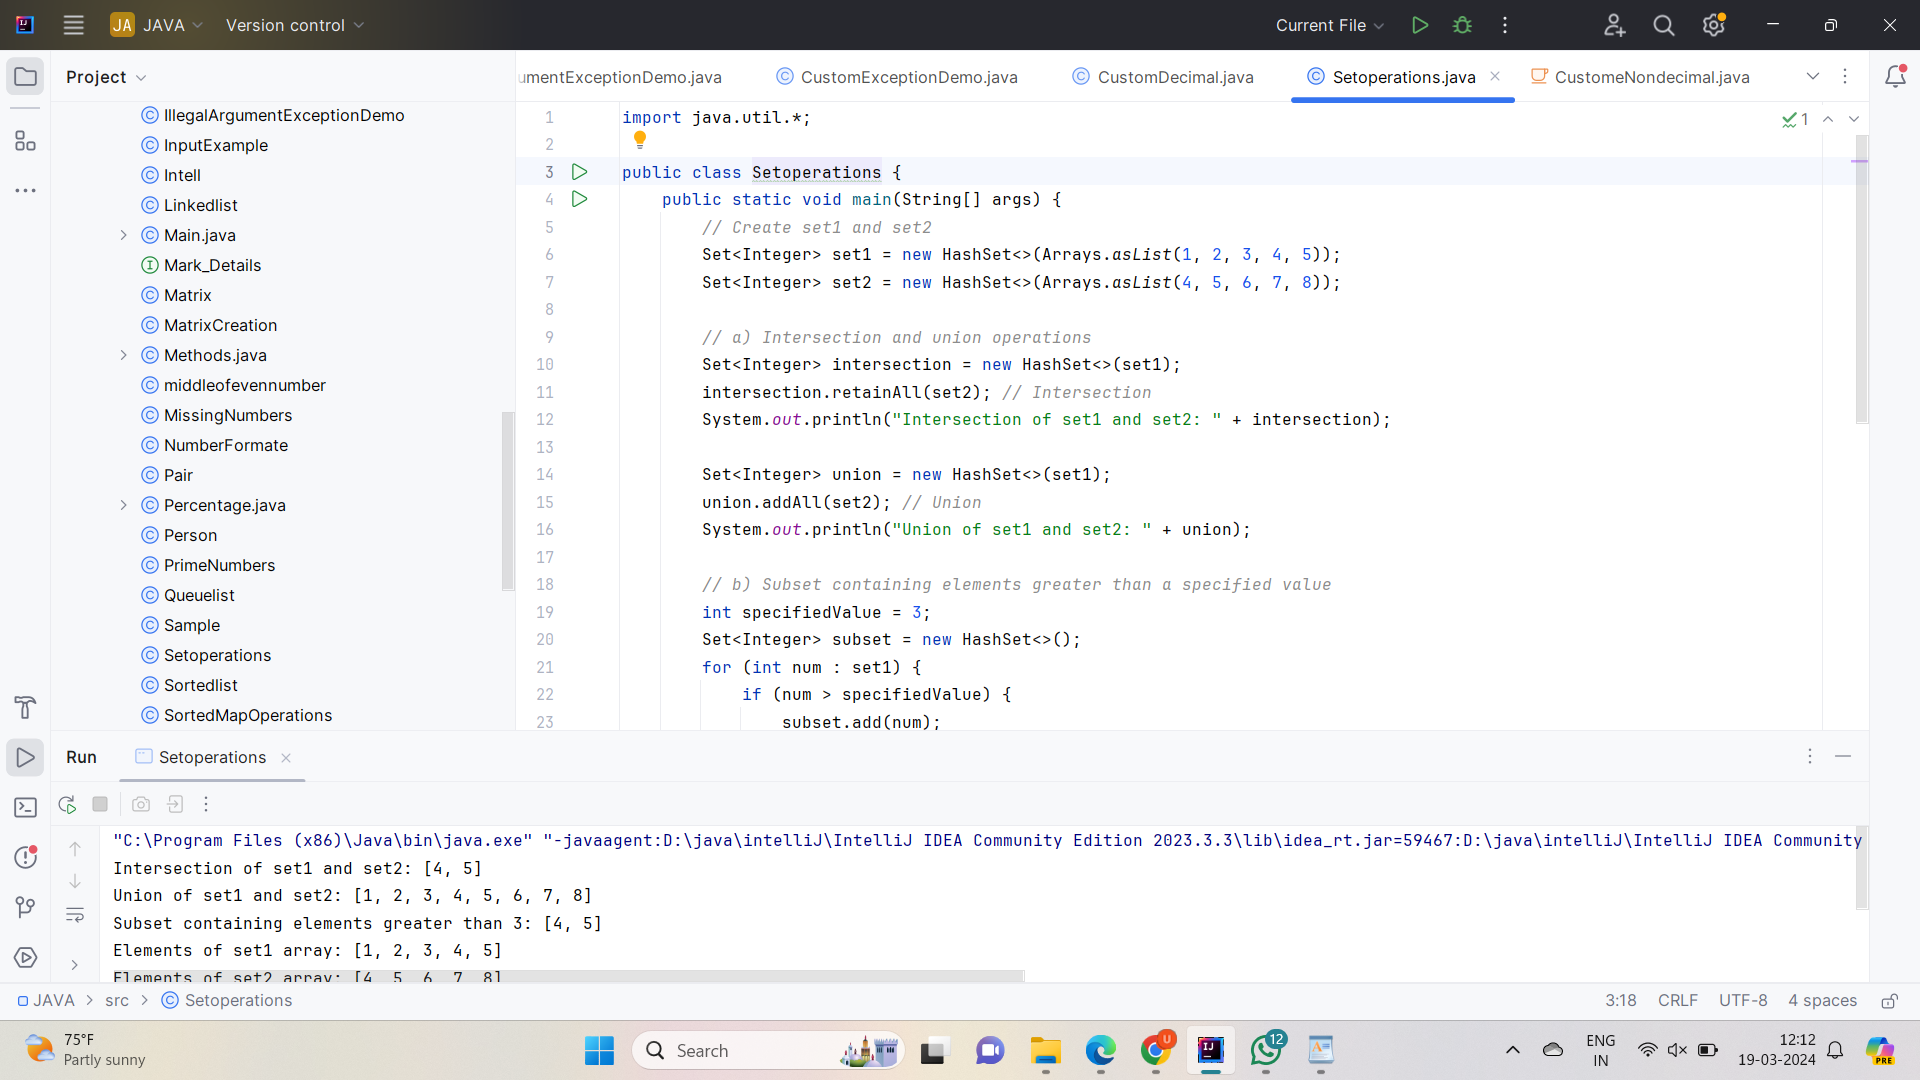 JA JAVA Version control Current File
Project
umentExceptionDemo.java CustomExceptionDemo.java CustomDecimal.java Setoperations.java CustomeNondecimal.java
IllegalArgumentExceptionDemo
InputExample
Intell
Linkedlist
Main.java
Mark_Details
Matrix
MatrixCreation
Methods.java
middleofevennumber
MissingNumbers
NumberFormate
Pair
Percentage.java
Person
PrimeNumbers
Queuelist
Sample
Setoperations
Sortedlist
SortedMapOperations
1 import java.util.*;
1
2
3 public class Setoperations {
4 public static void main(String[] args) {
5 // Create set1 and set2
6 Set<Integer> set1 = new HashSet<>(Arrays.asList(1, 2, 3, 4, 5));
7 Set<Integer> set2 = new HashSet<>(Arrays.asList(4, 5, 6, 7, 8));
8
9 // a) Intersection and union operations
10 Set<Integer> intersection = new HashSet<>(set1);
11 intersection.retainAll(set2); // Intersection
12 System.out.println("Intersection of set1 and set2: " + intersection);
13
14 Set<Integer> union = new HashSet<>(set1);
15 union.addAll(set2); // Union
16 System.out.println("Union of set1 and set2: " + union);
17
18 // b) Subset containing elements greater than a specified value
19 int specifiedValue = 3;
20 Set<Integer> subset = new HashSet<>();
21 for (int num : set1) {
22 if (num > specifiedValue) {
23 subset.add(num);
Run Setoperations
"C:\Program Files (x86)\Java\bin\java.exe" "-javaagent:D:\java\intelliJ\IntelliJ IDEA Community Edition 2023.3.3\lib\idea_rt.jar=59467:D:\java\intelliJ\IntelliJ IDEA Community
Intersection of set1 and set2: [4, 5]
Union of set1 and set2: [1, 2, 3, 4, 5, 6, 7, 8]
Subset containing elements greater than 3: [4, 5]
Elements of set1 array: [1, 2, 3, 4, 5]
Elements of set2 array: [4, 5, 6, 7, 8]
JAVA > src > Setoperations 3:18 CRLF UTF-8 4 spaces
75°F
Partly sunny
Search
U
IJ
12
ENG
IN
12:12
19-03-2024
PRE